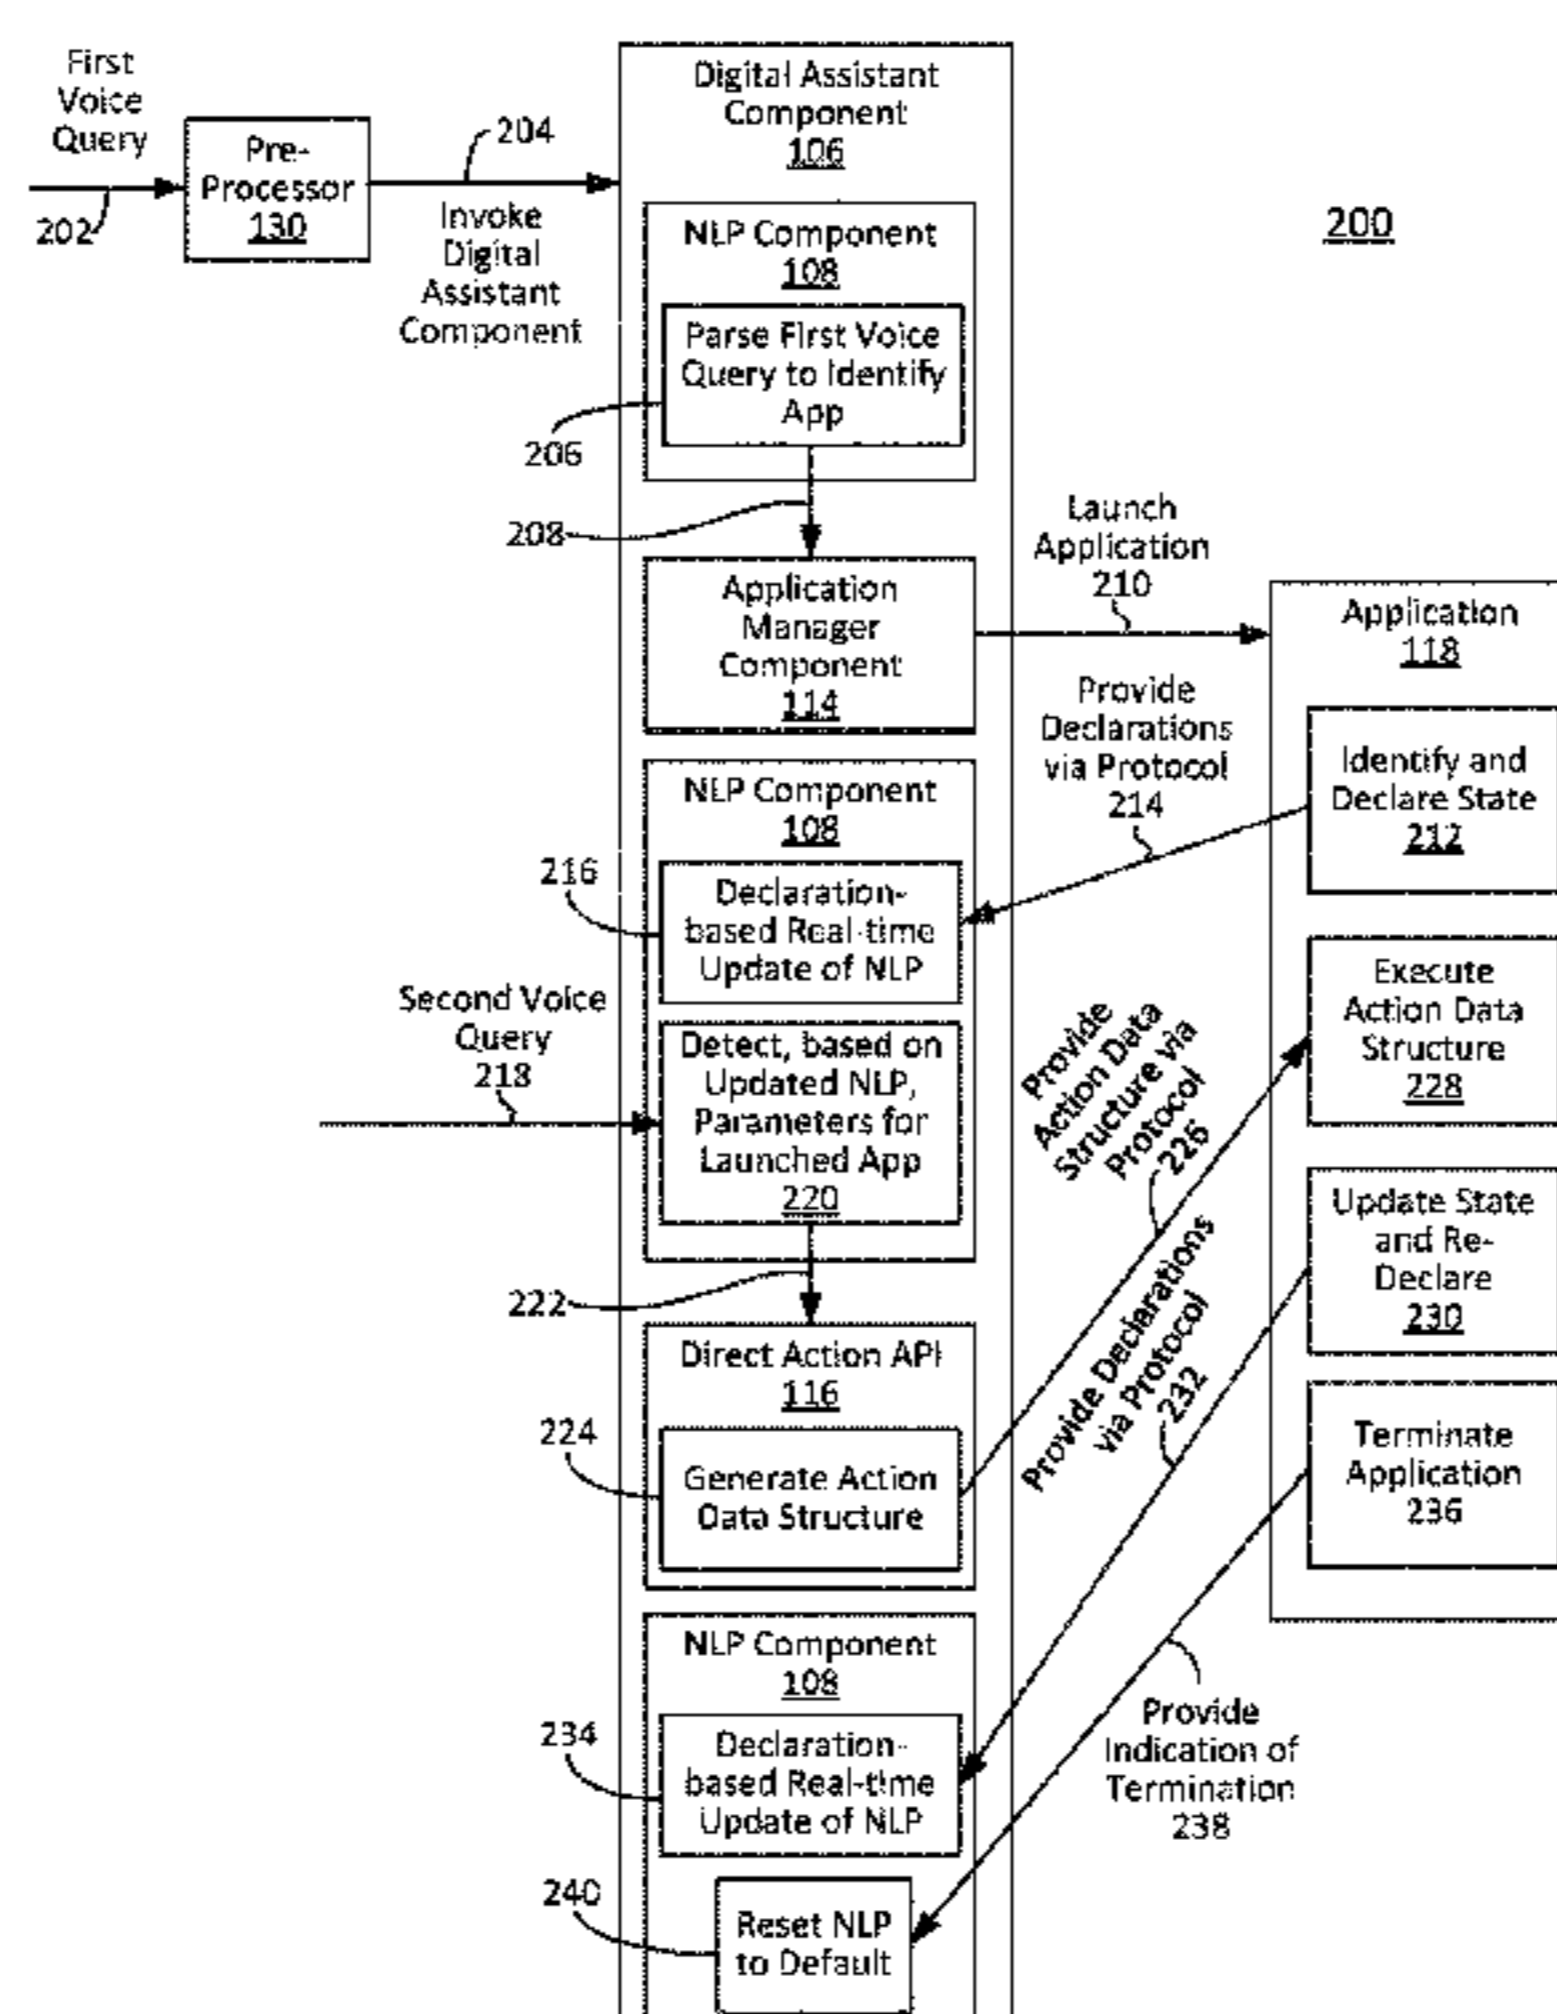 First
Voice
Query
202
Pre-
Processor
130
204
Invoke
Digital
Assistant
Component
Digital Assistant
Component
106
200
NLP Component
108
Parse First Voice
Query to Identify
App
206
208
Application
Manager
Component
114
Launch
Application
210
Application
118
Provide
Declarations
via Protocol
214
Identify and
Declare State
212
NLP Component
108
216
Declaration-
based Real-time
Update of NLP
Second Voice
Query
218
Detect, based on
Updated NLP,
Parameters for
Launched App
220
Provide
Action Data
Structure via
Protocol
226
Execute
Action Data
Structure
228
222
Direct Action API
116
224
Generate Action
Data Structure
Provide Declarations
via Protocol
232
Update State
and Re-
Declare
230
Terminate
Application
236
NLP Component
108
234
Declaration-
based Real-time
Update of NLP
Provide
Indication of
Termination
238
240
Reset NLP
to Default